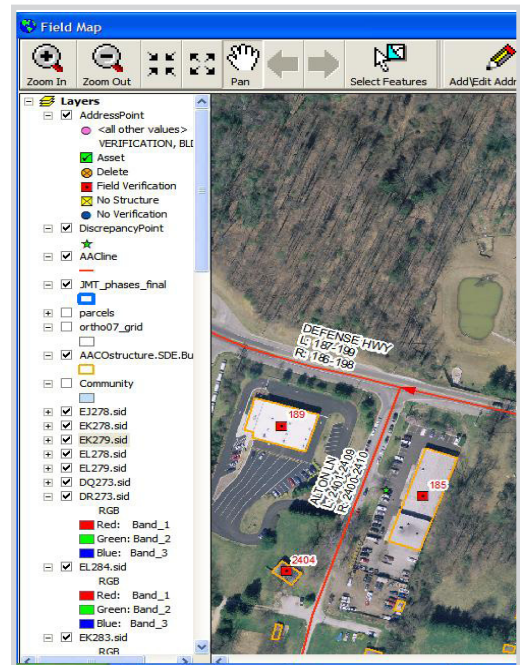 Field Map
Zoom In
Zoom Out
Pan
Select Features
Add/Edit Addr
Layers
AddressPoint
<all other values>
VERIFICATION, BLI
Asset
Delete
Field Verification
No Structure
No Verification
DiscrepancyPoint
AACline
JMT_phases_final
parcels
ortho07_grid
AACOstructure.SDE.Bu
Community
EJ278.sid
EK278.sid
EK279.sid
EL278.sid
EL279.sid
DQ273.sid
DR273.sid
RGB
Red: Band_1
Green: Band_2
Blue: Band_3
EL284.sid
RGB
Red: Band_1
Green: Band_2
Blue: Band_3
EK283.sid
RGB
DEFENSE HWY
L: 187-199
R: 186-198
189
ALTON LN
L: 2401-2409
R: 2400-2410
185
2404